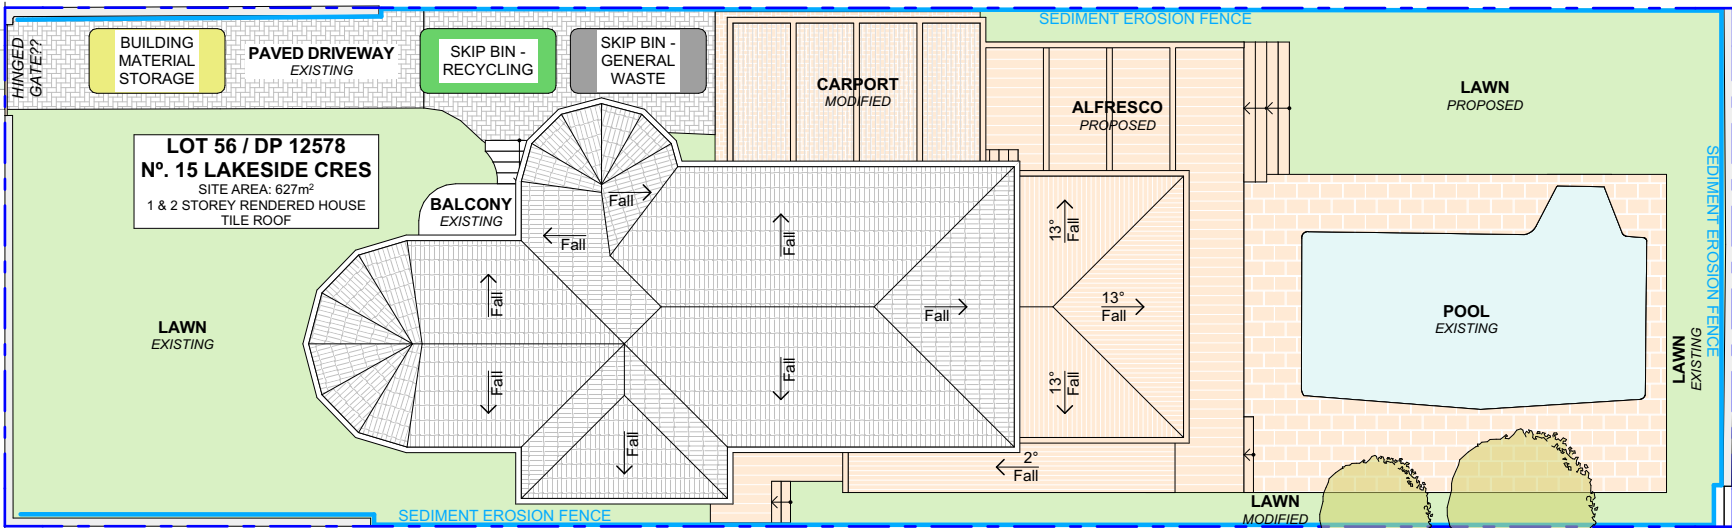 SEDIMENT EROSION FENCE
HINGED
GATE??
BUILDING
MATERIAL
STORAGE
PAVED DRIVEWAY
EXISTING
SKIP BIN -
RECYCLING
SKIP BIN -
GENERAL
WASTE
CARPORT
MODIFIED
ALFRESCO
PROPOSED
LAWN
PROPOSED
LOT 56 / DP 12578
Nº. 15 LAKESIDE CRES
SITE AREA: 627m²
1 & 2 STOREY RENDERED HOUSE
TILE ROOF
BALCONY
EXISTING
Fall
Fall
Fall
13°
Fall
SEDIMENT EROSION FENCE
LAWN
EXISTING
Fall
Fall
13°
Fall
POOL
EXISTING
LAWN
EXISTING
Fall
Fall
13°
Fall
Fall
2°
Fall
LAWN
MODIFIED
SEDIMENT EROSION FENCE